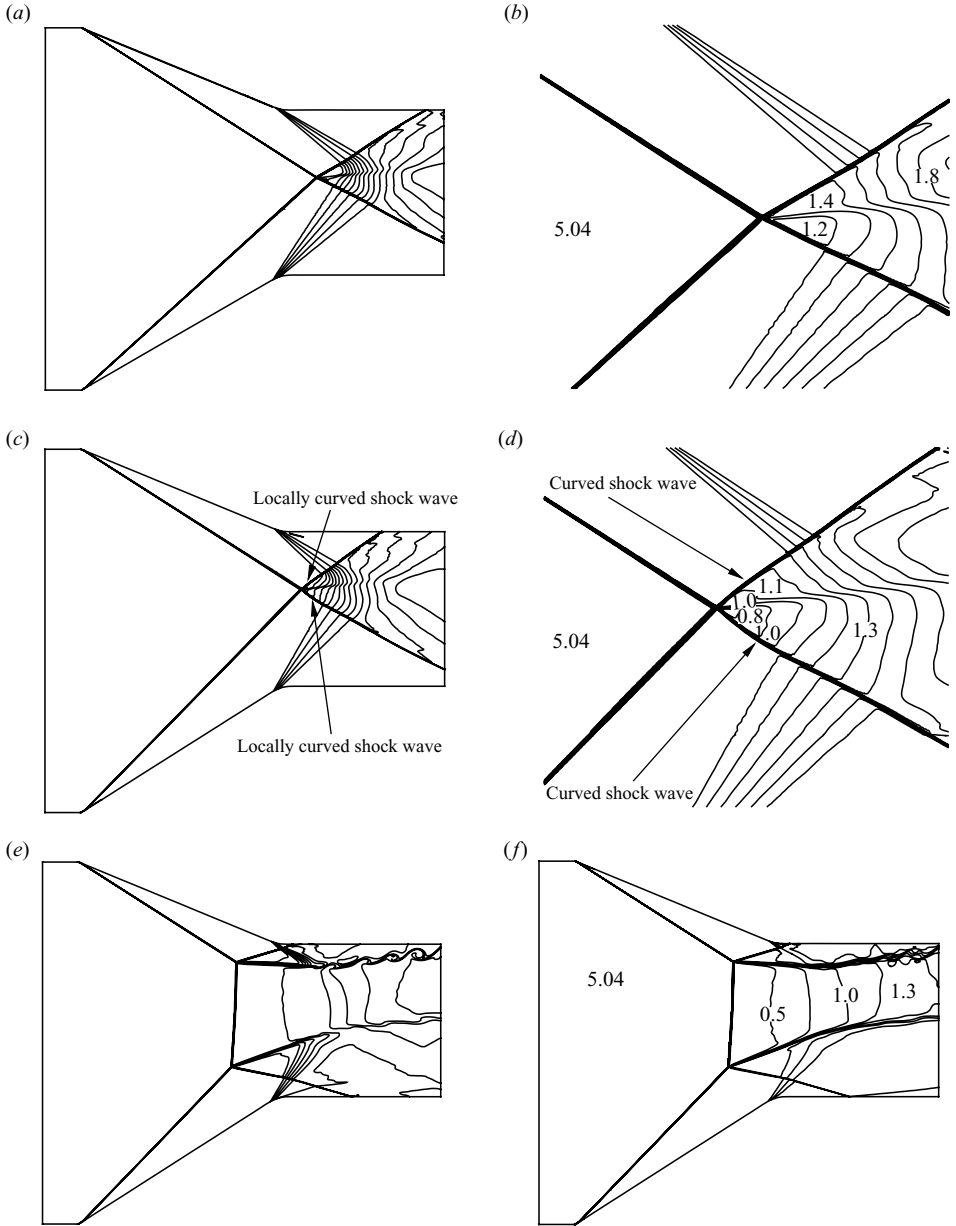 (a)
(b)
1.8
1.4
1.2
5.04
(c)
(d)
Locally curved shock wave
Curved shock wave
1.1
1.0
0.8
1.0
1.3
5.04
Locally curved shock wave
Curved shock wave
(e)
(f)
5.04
0.5
1.0
1.3